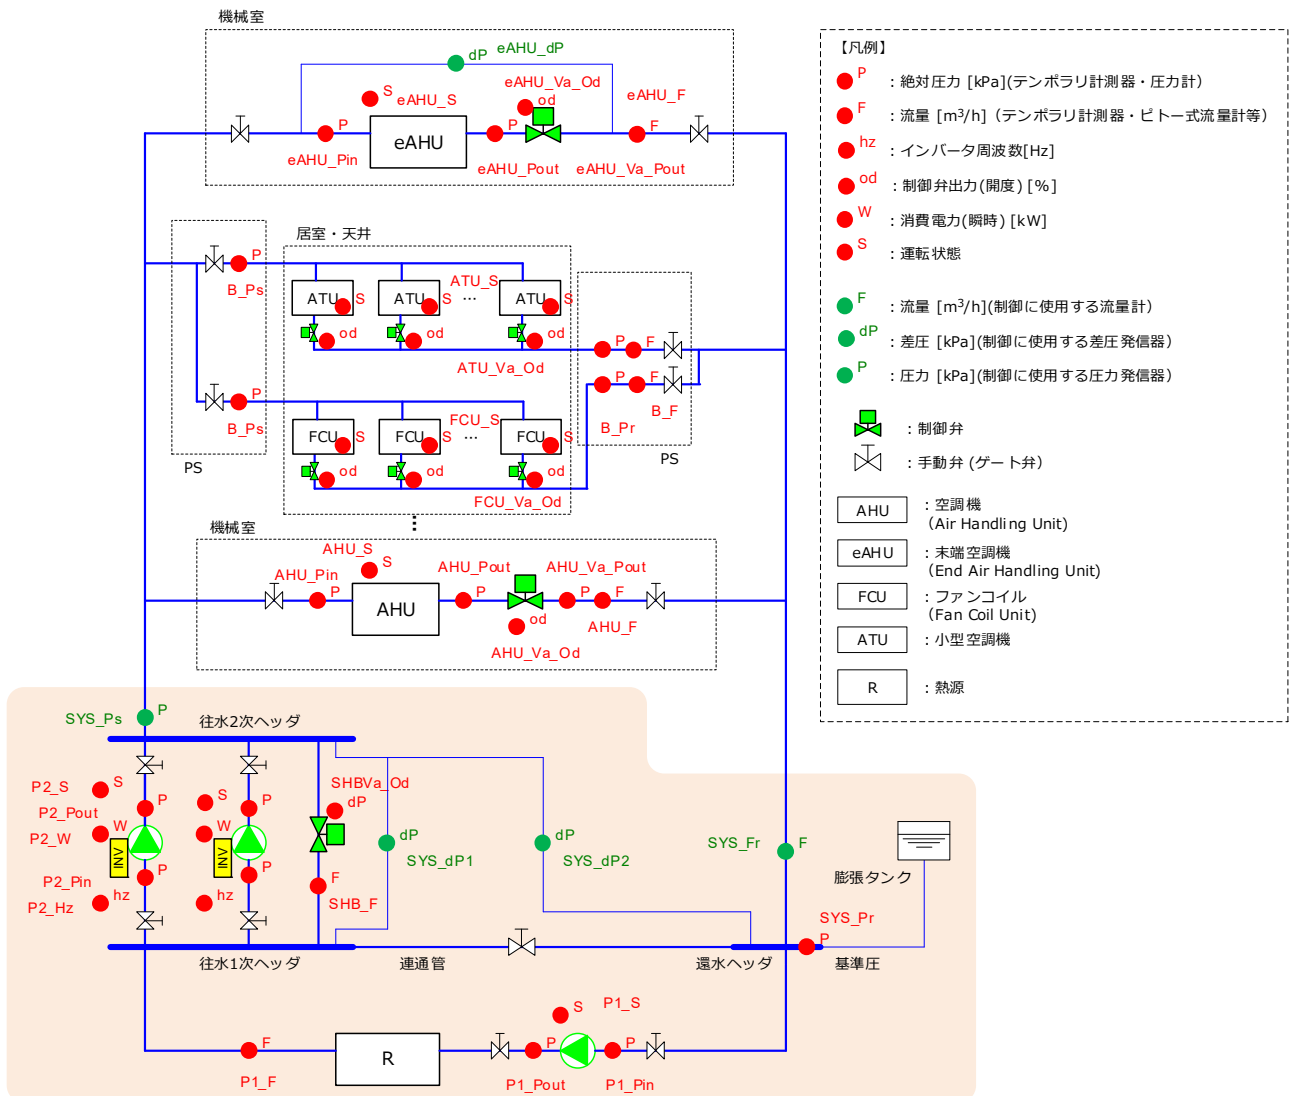 機械室
dP
eAHU_dP
S
eAHU_S
eAHU_Va_Od
od
eAHU_F
P
eAHU
P
F
eAHU_Pin
eAHU_Pout
eAHU_Va_Pout
居室・天井
P
B_Ps
ATU
S
ATU
S
ATU_S
…
ATU
S
od
od
od
ATU_Va_Od
P
F
P
F
B_F
B_Pr
P
B_Ps
FCU
S
FCU
S
FCU_S
…
FCU
S
od
od
od
FCU_Va_Od
PS
PS
…
機械室
AHU_S
S
AHU_Pin
P
AHU
AHU_Pout
P
AHU_Va_Pout
P
F
od
AHU_F
AHU_Va_Od
SYS_Ps
P
往水2次ヘッダ
P2_S
S
P2_Pout
P
P2_W
W
INV
P2_Pin
P
P2_Hz
hz
S
P
W
INV
P
hz
SHBVa_Od
dP
F
SHB_F
dP
SYS_dP1
dP
SYS_dP2
SYS_Fr
F
膨張タンク
SYS_Pr
P
往水1次ヘッダ
連通管
還水ヘッダ
基準圧
F
P1_F
R
S
P1_S
P
P
P1_Pout
P1_Pin
【凡例】
P
：絶対圧力 [kPa](テンポラリ計測器・圧力計)
F
：流量 [m³/h]（テンポラリ計測器・ピトー式流量計等）
hz
：インバータ周波数[Hz]
od
：制御弁出力(開度) [%]
W
：消費電力(瞬時) [kW]
S
：運転状態
F
：流量 [m³/h](制御に使用する流量計)
dP
：差圧 [kPa](制御に使用する差圧発信器)
P
：圧力 [kPa](制御に使用する圧力発信器)
：制御弁
：手動弁 (ゲート弁)
AHU
：空調機
(Air Handling Unit)
eAHU
：末端空調機
(End Air Handling Unit)
FCU
：ファンコイル
(Fan Coil Unit)
ATU
：小型空調機
R
：熱源